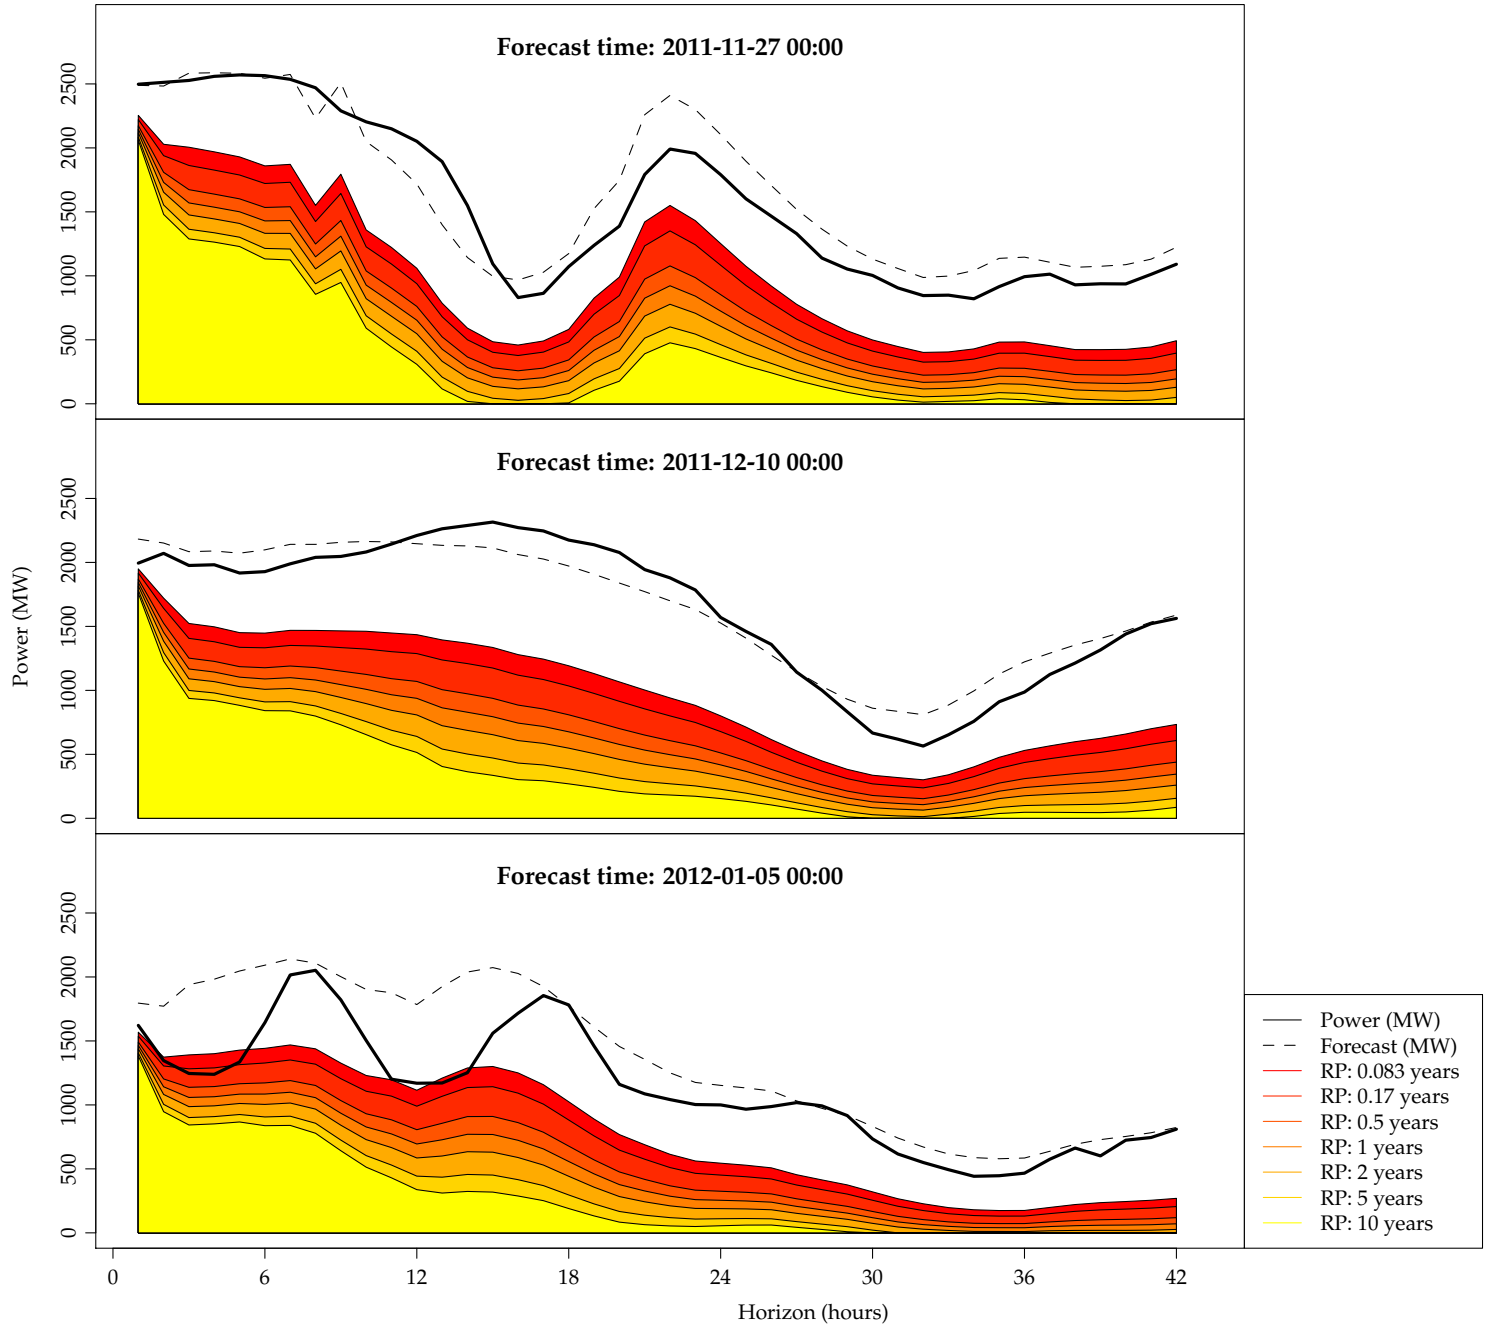 Forecast time: 2011-11-27 00:00
0
500
1000
1500
2000
2500
Forecast time: 2011-12-10 00:00
0
500
1000
1500
2000
2500
Power (MW)
Forecast time: 2012-01-05 00:00
0
500
1000
1500
2000
2500
0 6 12 18 24 30 36 42
Horizon (hours)
Power (MW)
Forecast (MW)
RP: 0.083 years
RP: 0.17 years
RP: 0.5 years
RP: 1 years
RP: 2 years
RP: 5 years
RP: 10 years